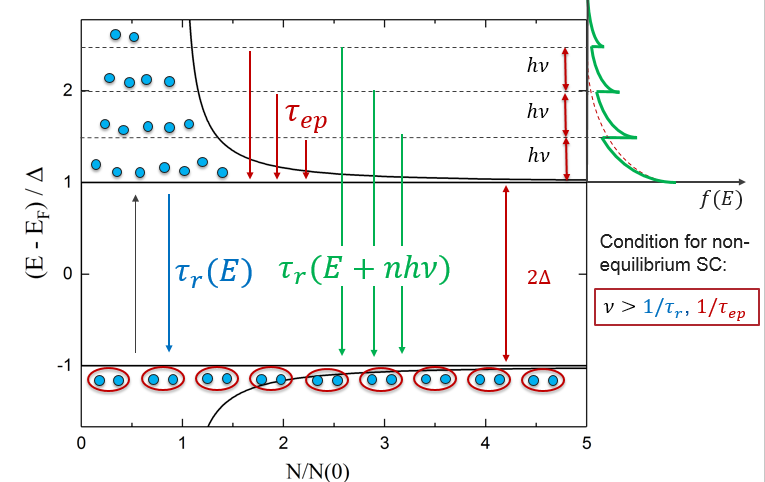 hν
2
τ_ep
hν
hν
1
f(E)
(E - E_F) / Δ
Condition for non-
equilibrium SC:
τ_r(E)
τ_r(E + nhν)
0
2Δ
ν > 1/τ_r, 1/τ_ep
-1
0 1 2 3 4 5
N/N(0)